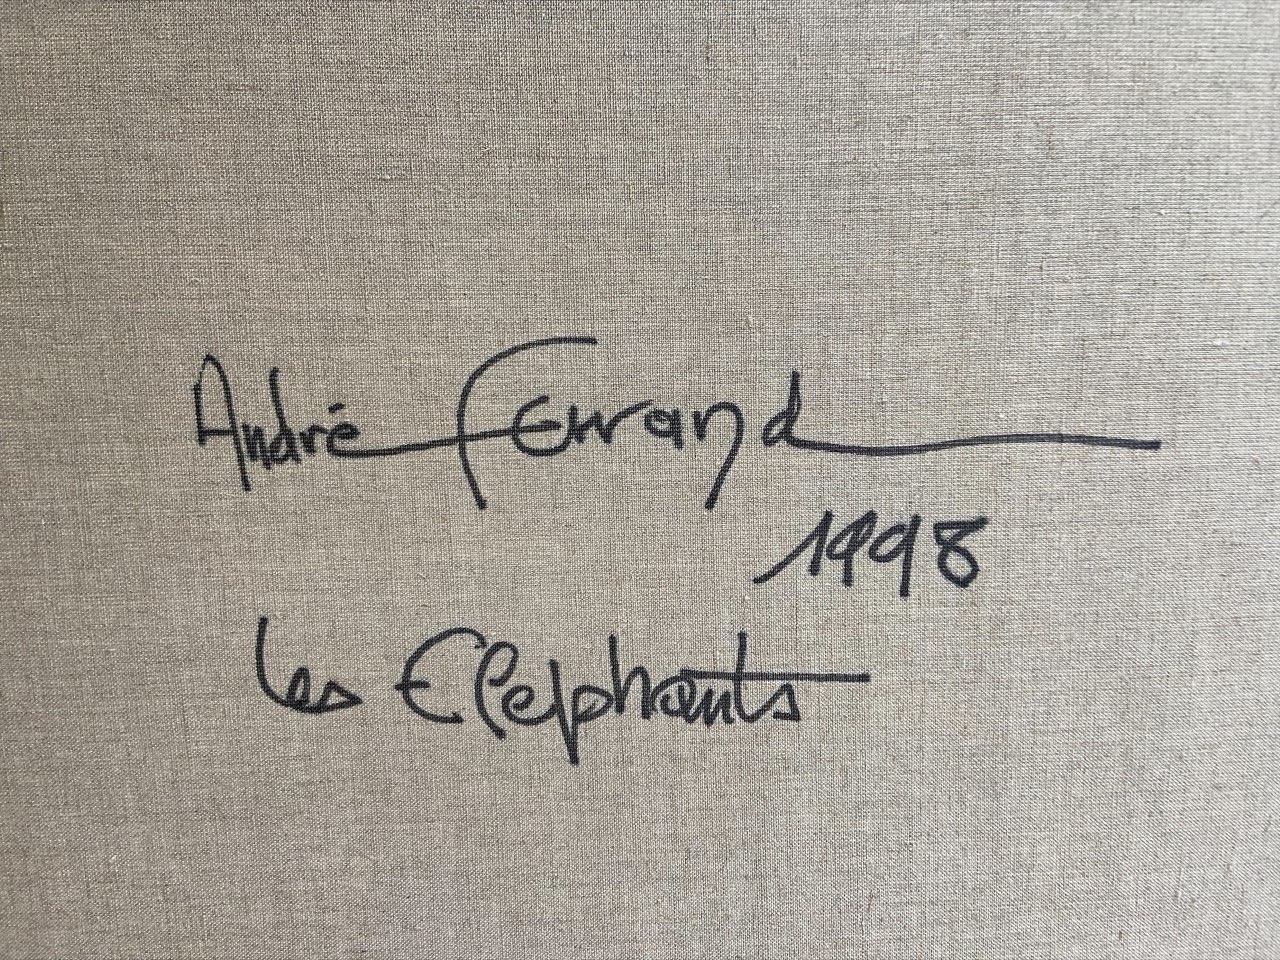 André Ferrand
1998
Les Elephants